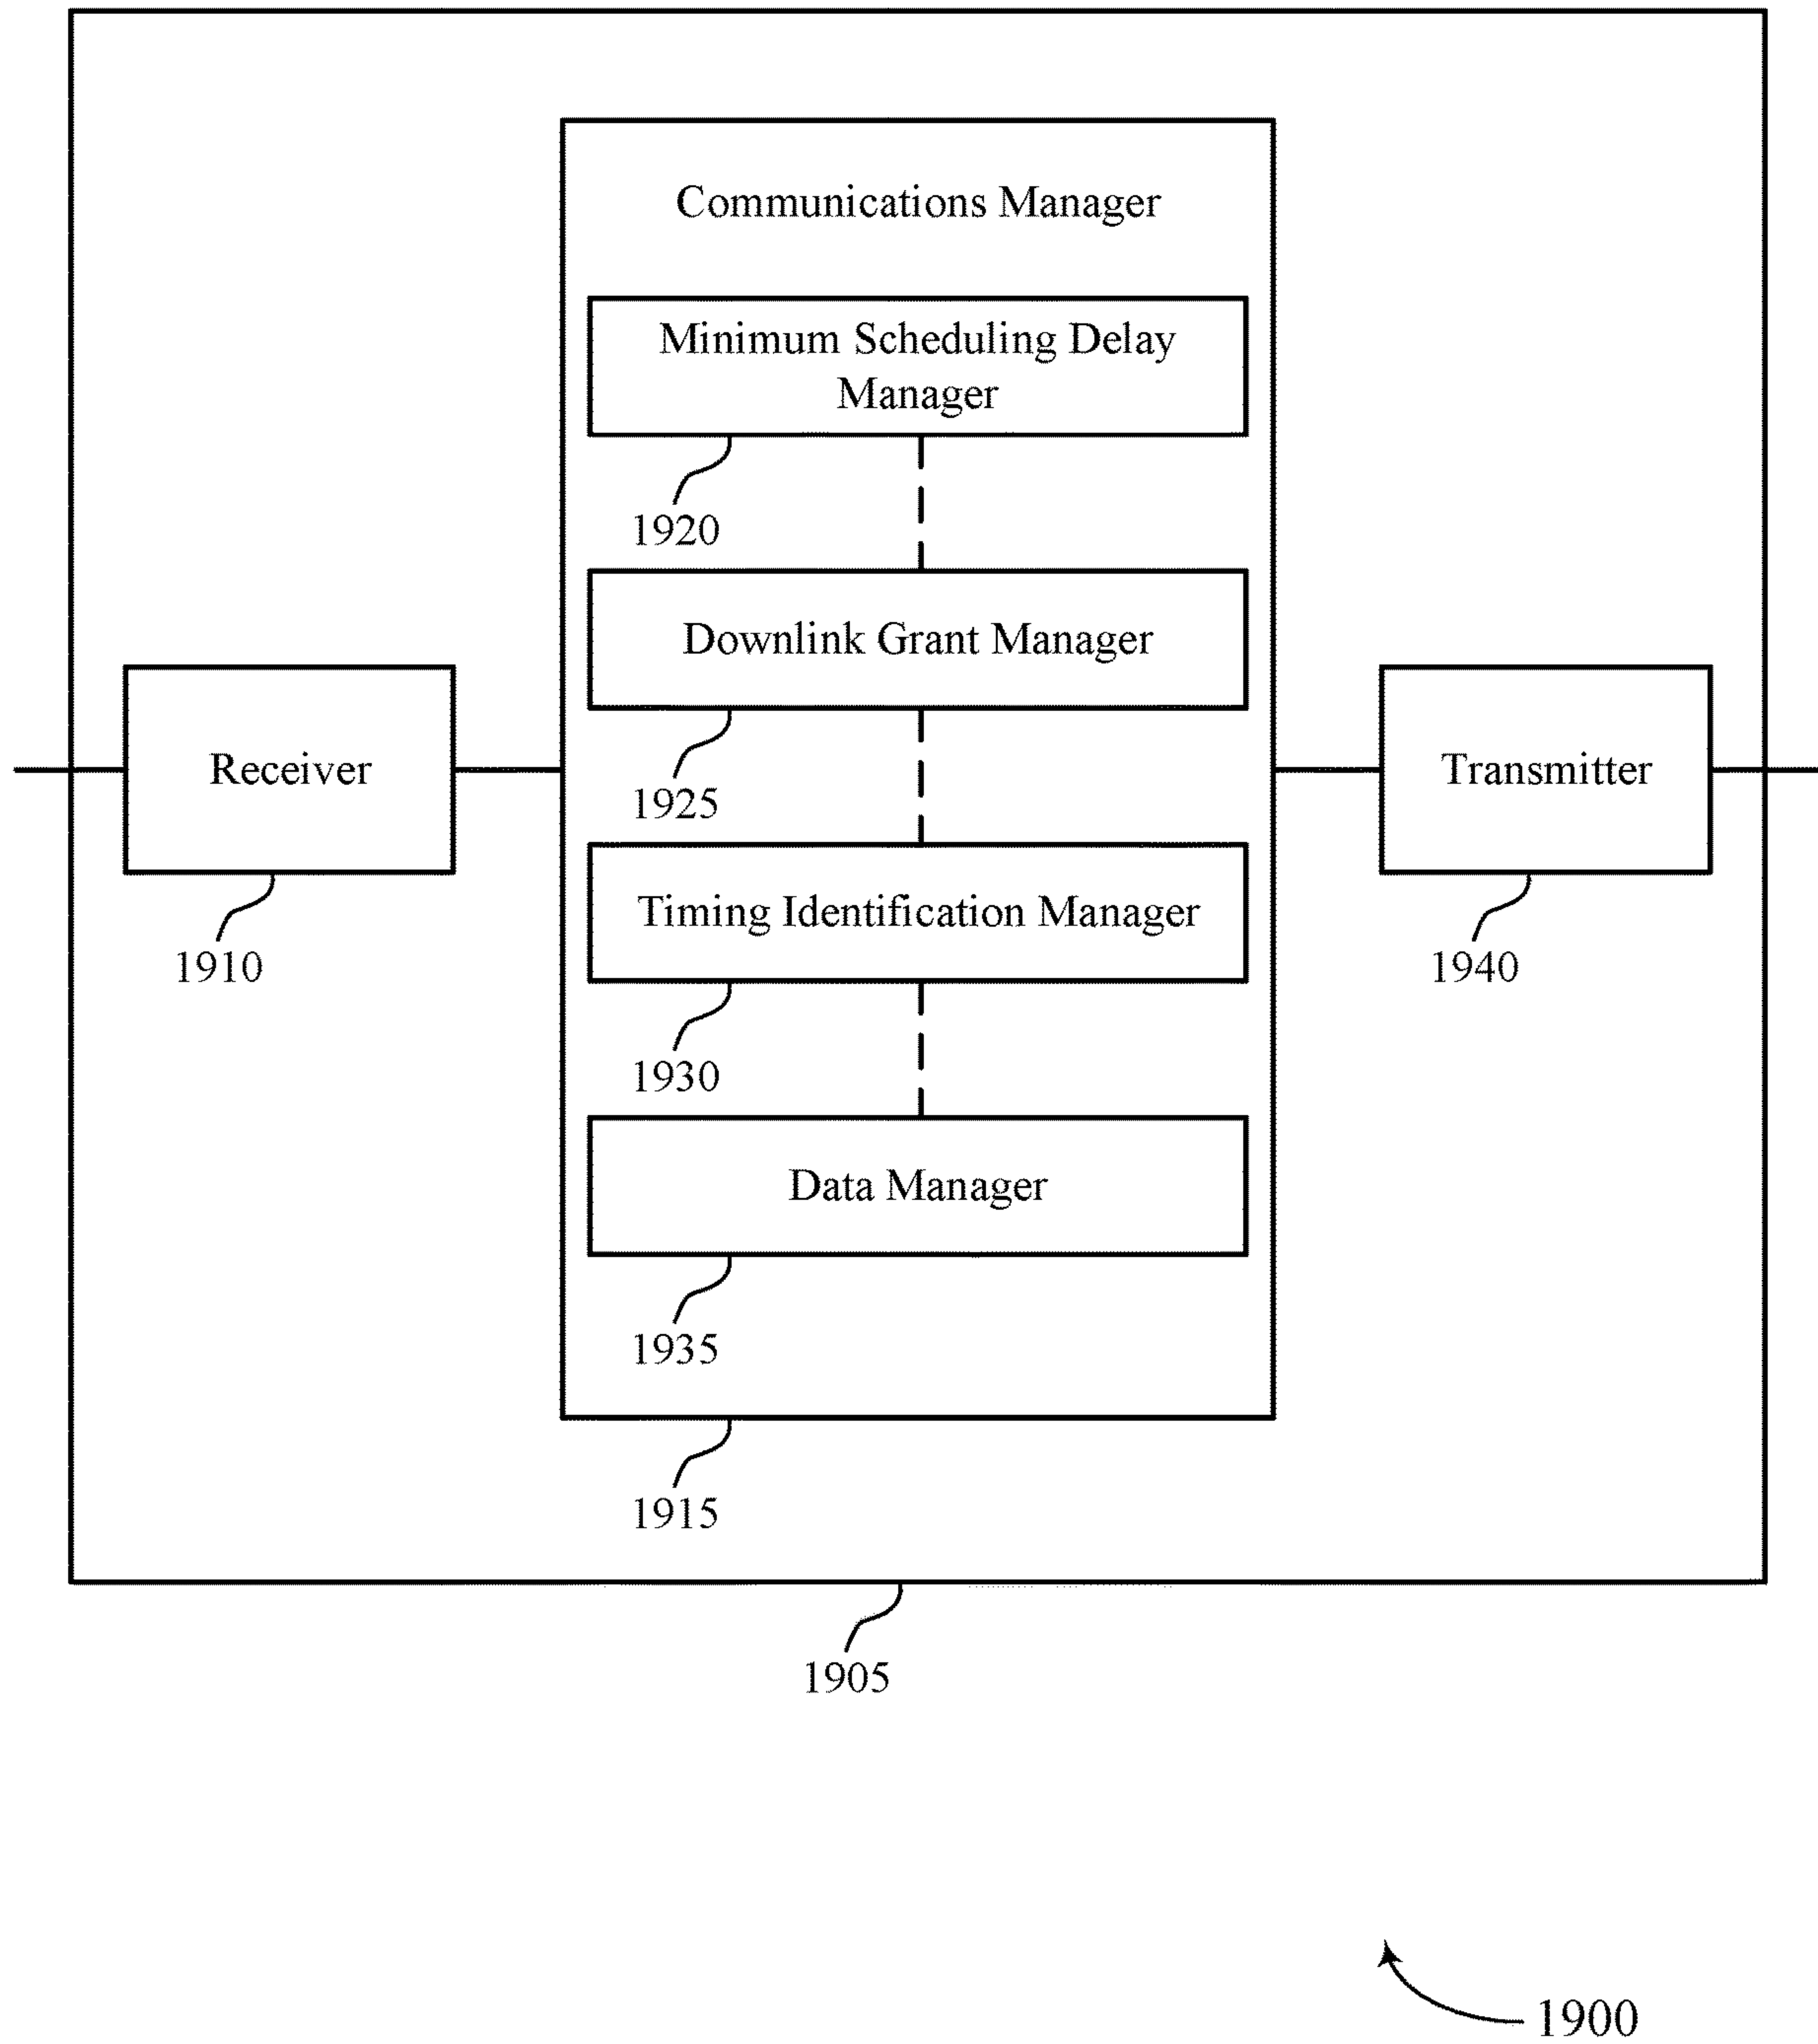 Communications Manager
Minimum Scheduling Delay
Manager
1920
Downlink Grant Manager
1925
Receiver
1910
Timing Identification Manager
1930
Transmitter
1940
Data Manager
1935
1915
1905
1900